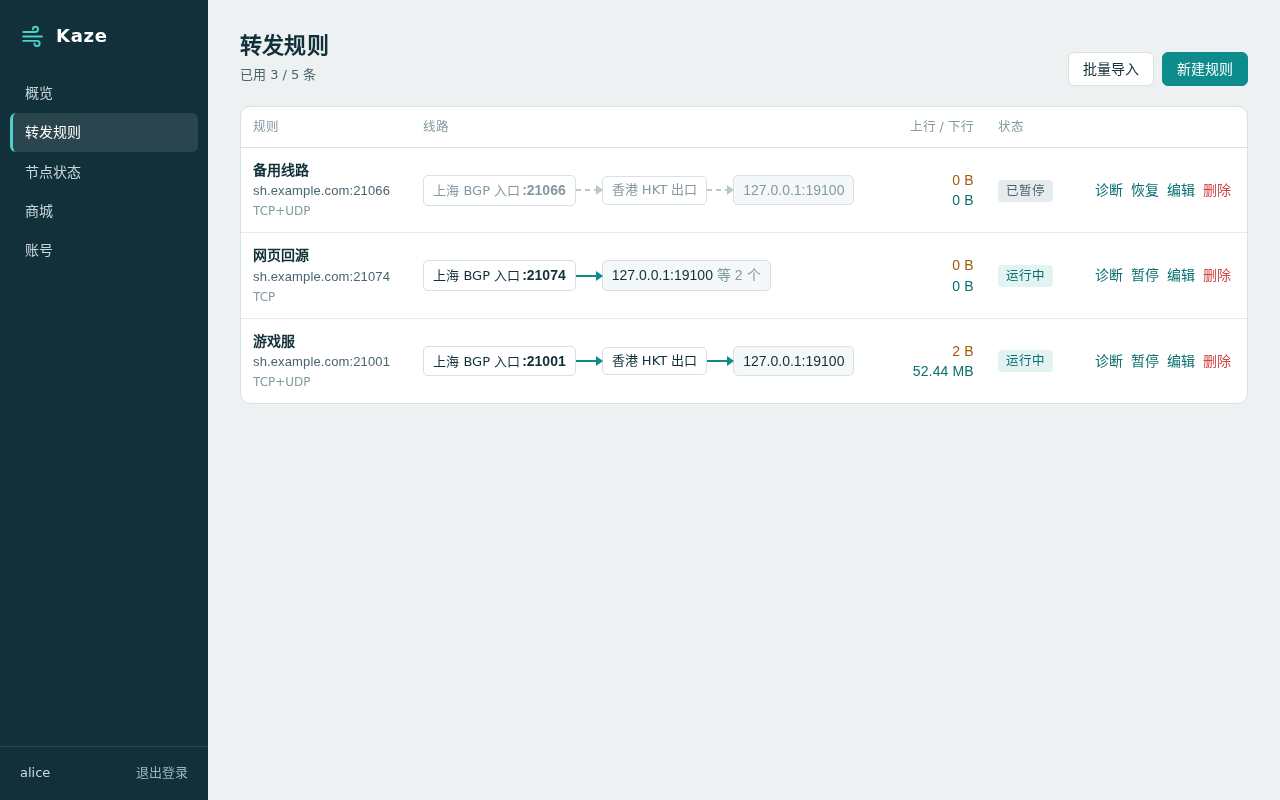 Kaze
概览
转发规则
节点状态
商城
账号
alice 退出登录
转发规则
已用 3 / 5 条
批量导入 新建规则
规则 线路 上行 / 下行 状态
备用线路
sh.example.com:21066
TCP+UDP
上海 BGP 入口:21066 香港 HKT 出口 127.0.0.1:19100
0 B
0 B
已暂停
诊断 恢复 编辑 删除
网页回源
sh.example.com:21074
TCP
上海 BGP 入口:21074 127.0.0.1:19100 等 2 个
0 B
0 B
运行中
诊断 暂停 编辑 删除
游戏服
sh.example.com:21001
TCP+UDP
上海 BGP 入口:21001 香港 HKT 出口 127.0.0.1:19100
2 B
52.44 MB
运行中
诊断 暂停 编辑 删除